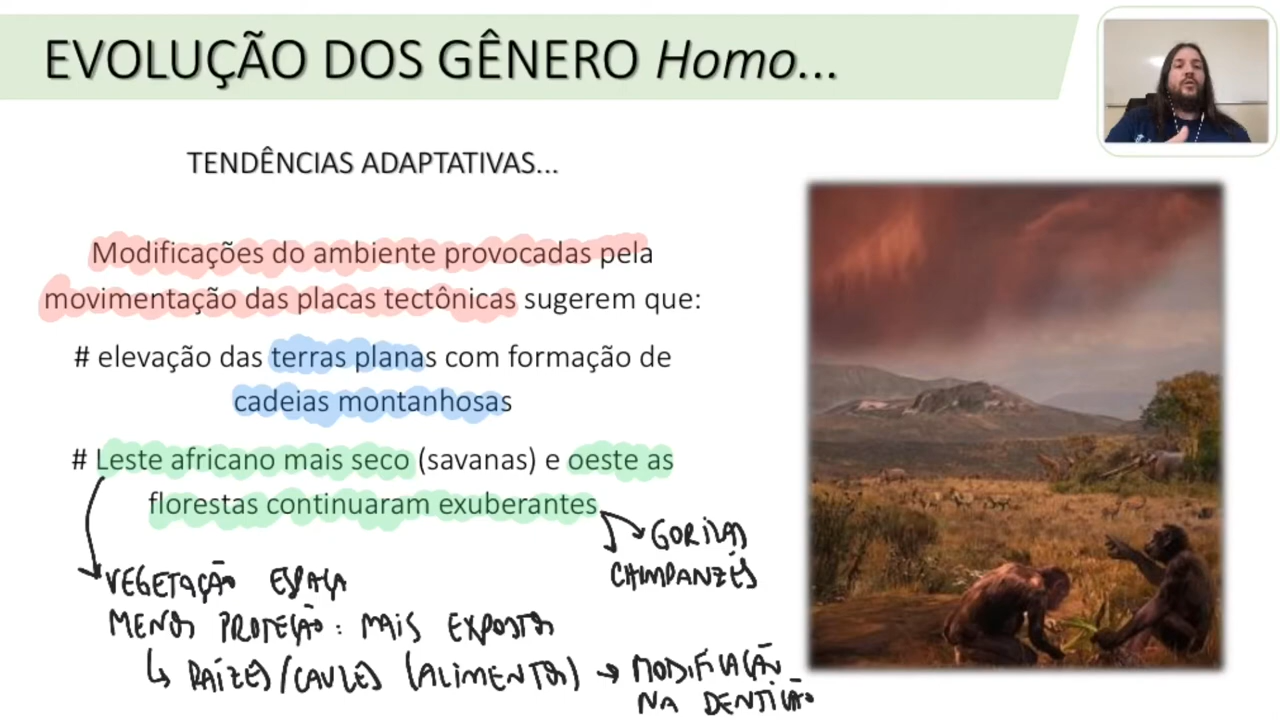 EVOLUÇÃO DOS GÊNERO Homo...
TENDÊNCIAS ADAPTATIVAS...
Modificações do ambiente provocadas pela
movimentação das placas tectônicas sugerem que:
# elevação das terras planas com formação de
cadeias montanhosas
# Leste africano mais seco (savanas) e oeste as
florestas continuaram exuberantes.
GORILAS
CHIMPANZÉS
VEGETAÇÃO ESPAÇA
MENOS PROTEÇÃO: MAIS EXPOSTOS
RAÍZES/CAULES (ALIMENTOS) → MODIFICAÇÃO
NA DENTIÇÃO